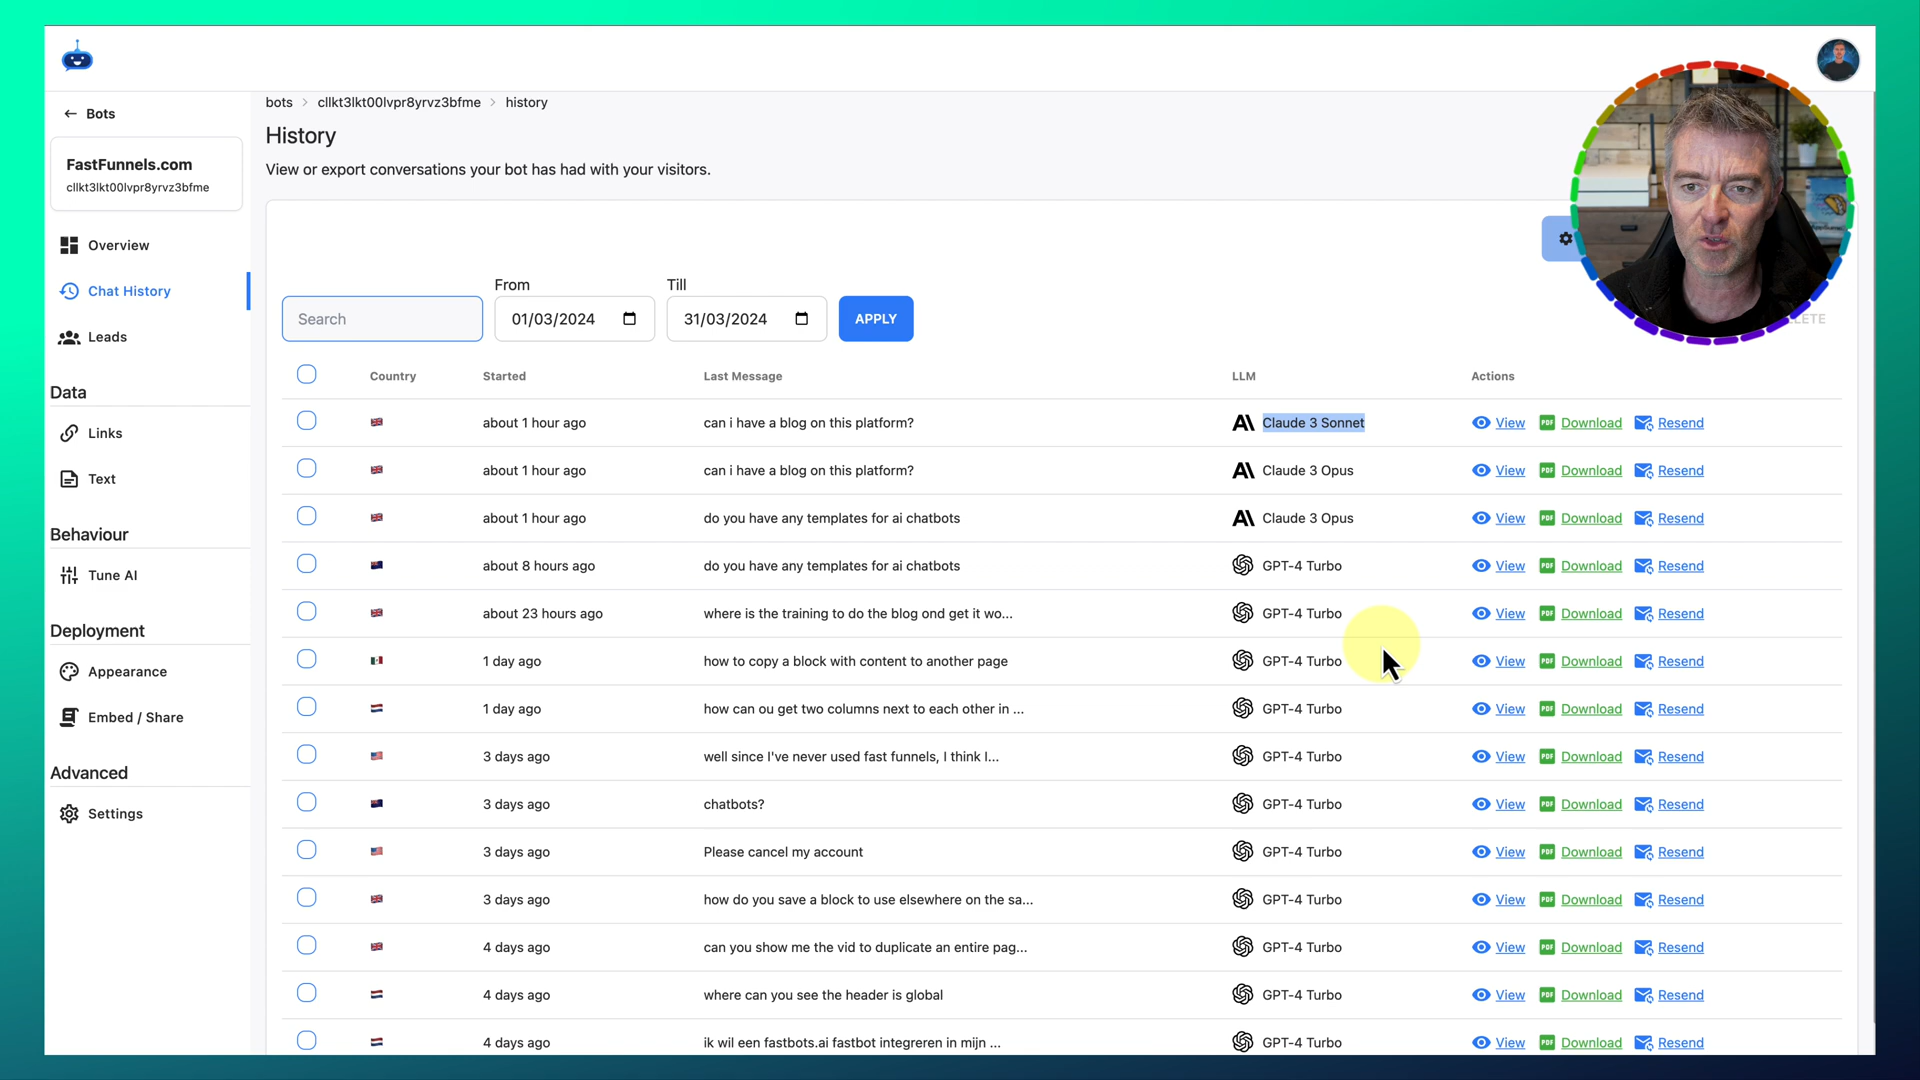 bots > cllkt3lkt00lvpr8yrvz3bfme > history
← Bots
FastFunnels.com
cllkt3lkt00lvpr8yrvz3bfme
Overview
Chat History
Leads
Data
Links
Text
Behaviour
Tune AI
Deployment
Appearance
Embed / Share
Advanced
Settings
History
View or export conversations your bot has had with your visitors.
From Till
Search 01/03/2024 31/03/2024 APPLY
Country Started Last Message LLM Actions
about 1 hour ago can i have a blog on this platform? Claude 3 Sonnet View PDF Download Resend
about 1 hour ago can i have a blog on this platform? Claude 3 Opus View PDF Download Resend
about 1 hour ago do you have any templates for ai chatbots Claude 3 Opus View PDF Download Resend
about 8 hours ago do you have any templates for ai chatbots GPT-4 Turbo View PDF Download Resend
about 23 hours ago where is the training to do the blog ond get it wo... GPT-4 Turbo View PDF Download Resend
1 day ago how to copy a block with content to another page GPT-4 Turbo View PDF Download Resend
1 day ago how can ou get two columns next to each other in ... GPT-4 Turbo View PDF Download Resend
3 days ago well since I've never used fast funnels, I think I... GPT-4 Turbo View PDF Download Resend
3 days ago chatbots? GPT-4 Turbo View PDF Download Resend
3 days ago Please cancel my account GPT-4 Turbo View PDF Download Resend
3 days ago how do you save a block to use elsewhere on the sa... GPT-4 Turbo View PDF Download Resend
4 days ago can you show me the vid to duplicate an entire pag... GPT-4 Turbo View PDF Download Resend
4 days ago where can you see the header is global GPT-4 Turbo View PDF Download Resend
4 days ago ik wil een fastbots.ai fastbot integreren in mijn ... GPT-4 Turbo View PDF Download Resend